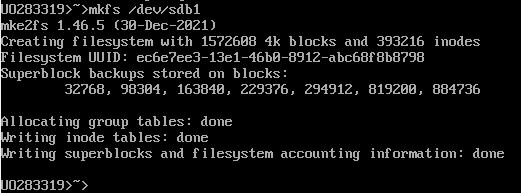 UO283319>~>mkfs /dev/sdb1
mke2fs 1.46.5 (30-Dec-2021)
Creating filesystem with 1572608 4k blocks and 393216 inodes
Filesystem UUID: ec6e7ee3-13e1-46b0-8912-abc68f8b8798
Superblock backups stored on blocks:
        32768, 98304, 163840, 229376, 294912, 819200, 884736

Allocating group tables: done
Writing inode tables: done
Writing superblocks and filesystem accounting information: done

UO283319>~>